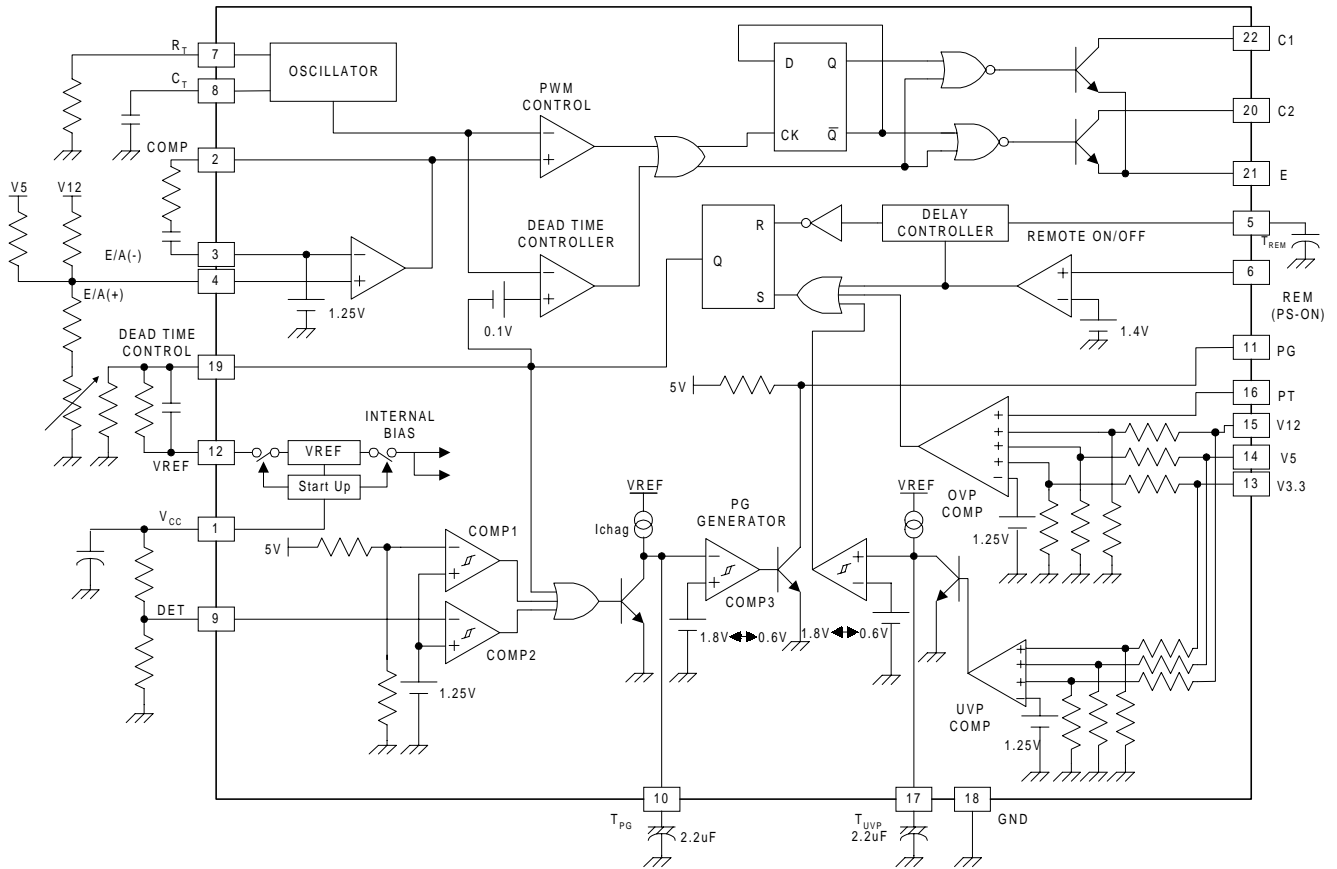 R_T
7
OSCILLATOR
C_T
8
PWM
CONTROL
D
Q
CK
Q̅
22
C1
20
C2
21
E
COMP
2
V5
V12
E/A(-)
3
4
E/A(+)
1.25V
DEAD TIME
CONTROLLER
0.1V
R
Q
S
DELAY
CONTROLLER
REMOTE ON/OFF
5
T_REM
6
REM
(PS-ON)
1.4V
DEAD TIME
CONTROL
19
11
PG
5V
16
PT
15
V12
14
V5
13
V3.3
OVP
COMP
1.25V
INTERNAL
BIAS
12
VREF
VREF
Start Up
V_CC
1
5V
COMP1
VREF
Ichag
PG
GENERATOR
VREF
COMP3
1.8V
0.6V
1.8V
0.6V
DET
9
COMP2
1.25V
UVP
COMP
1.25V
10
T_PG
2.2uF
17
T_UVP
2.2uF
18
GND